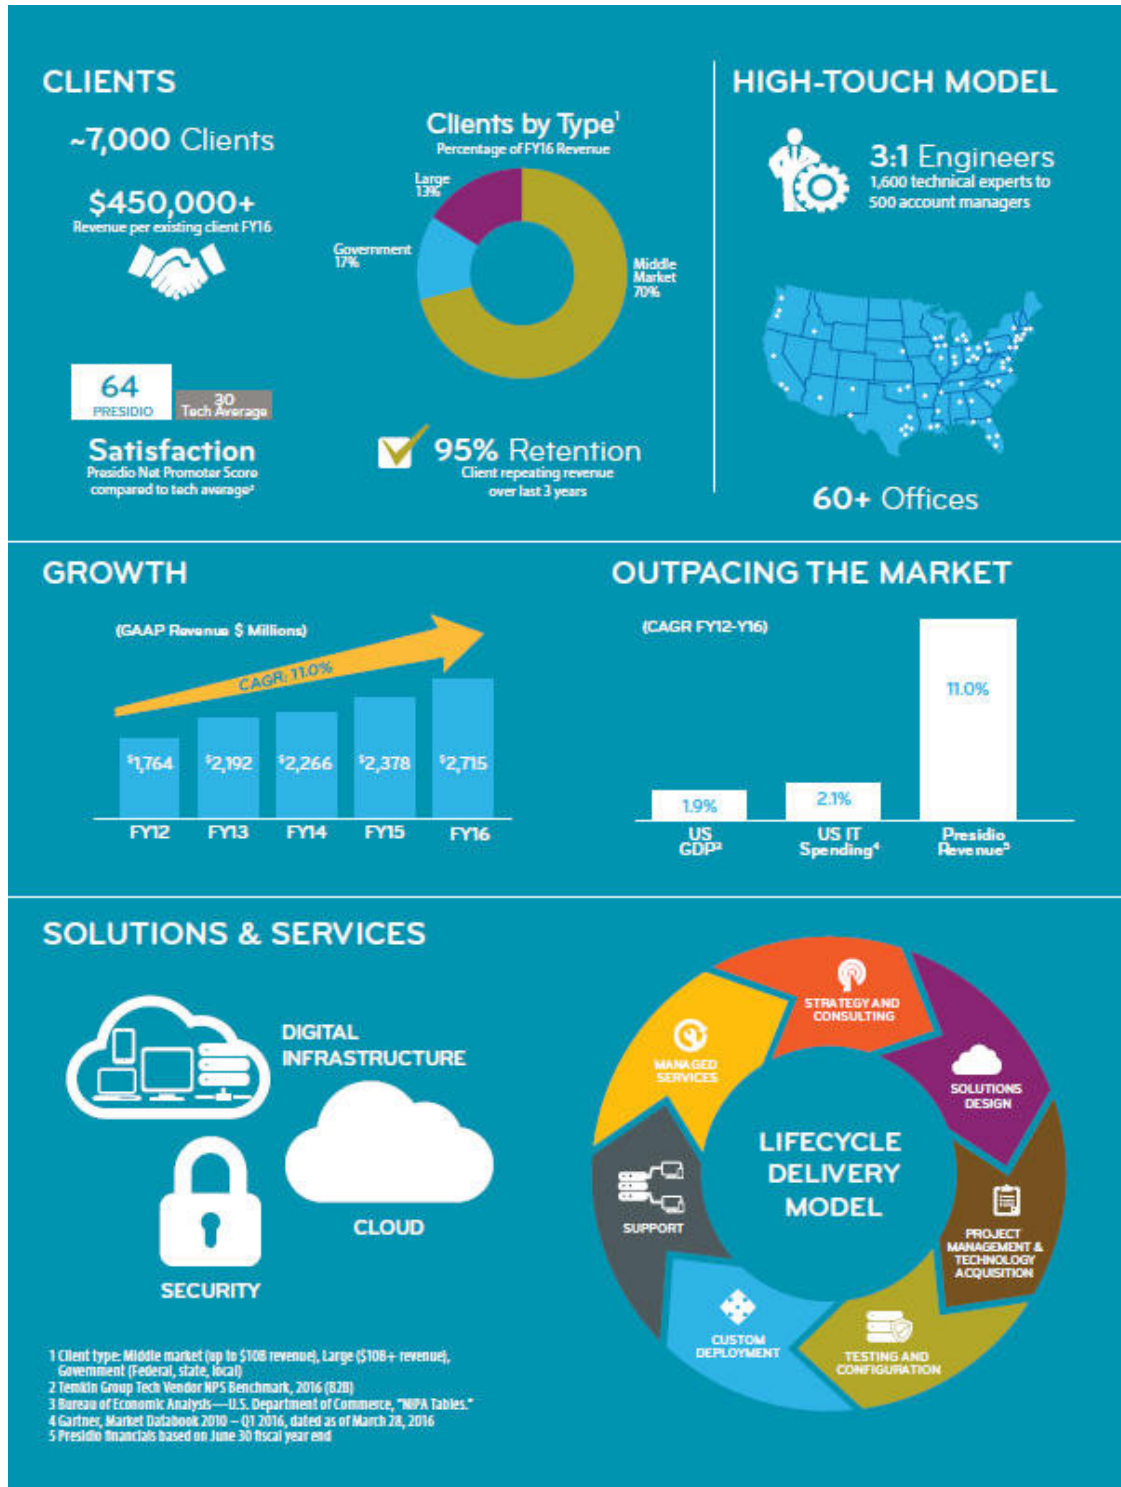 CLIENTS
~7,000 Clients
$450,000+
Revenue per existing client FY16
64
PRESIDIO
30
Tech Average
Satisfaction
Presidio Net Promoter Score
compared to tech average²
Clients by Type¹
Percentage of FY16 Revenue
Large
13%
Government
17%
Middle
Market
70%
95% Retention
Client repeating revenue
over last 3 years
HIGH-TOUCH MODEL
3:1 Engineers
1,600 technical experts to
500 account managers
60+ Offices
GROWTH
(GAAP Revenue $ Millions)
CAGR: 11.0%
$1,764
$2,192
$2,266
$2,378
$2,715
FY12
FY13
FY14
FY15
FY16
OUTPACING THE MARKET
(CAGR FY12-Y16)
1.9%
2.1%
11.0%
US
GDP³
US IT
Spending⁴
Presidio
Revenue⁵
SOLUTIONS & SERVICES
DIGITAL
INFRASTRUCTURE
CLOUD
SECURITY
LIFECYCLE
DELIVERY
MODEL
STRATEGY AND
CONSULTING
SOLUTIONS
DESIGN
PROJECT
MANAGEMENT &
TECHNOLOGY
ACQUISITION
TESTING AND
CONFIGURATION
CUSTOM
DEPLOYMENT
SUPPORT
MANAGED
SERVICES
1 Client type: Middle market (up to $10B revenue), Large ($10B+ revenue),
Government (Federal, state, local)
2 Temkin Group Tech Vendor NPS Benchmark, 2016 (B2B)
3 Bureau of Economic Analysis—U.S. Department of Commerce, "NIPA Tables."
4 Gartner, Market Databook 2010 – Q1 2016, dated as of March 28, 2016
5 Presidio financials based on June 30 fiscal year end